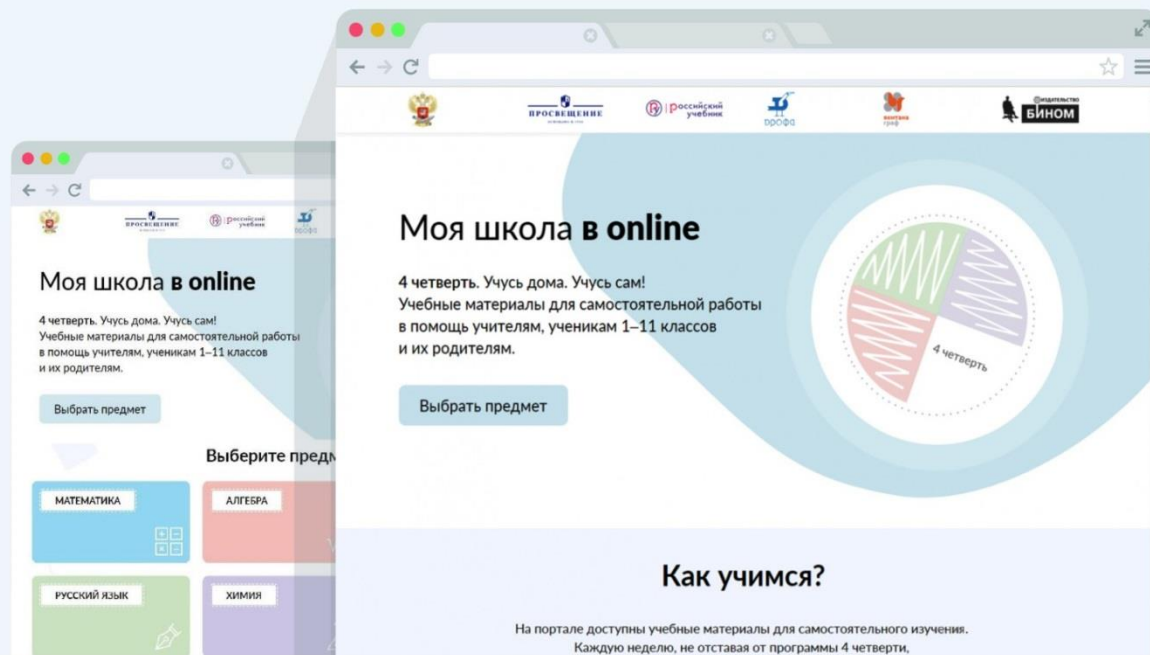 ПРОСВЕЩЕНИЕ
российский
учебник
дрофа
вентана
граф
издательство
БИНОМ
Моя школа в online
4 четверть. Учусь дома. Учусь сам!
Учебные материалы для самостоятельной работы
в помощь учителям, ученикам 1–11 классов
и их родителям.
Выбрать предмет
4 четверть
Как учимся?
На портале доступны учебные материалы для самостоятельного изучения.
Каждую неделю, не отставая от программы 4 четверти,
ПРОСВЕЩЕНИЕ
российский
учебник
дрофа
Моя школа в online
4 четверть. Учусь дома. Учусь сам!
Учебные материалы для самостоятельной работы
в помощь учителям, ученикам 1–11 классов
и их родителям.
Выбрать предмет
Выберите предм
МАТЕМАТИКА
АЛГЕБРА
РУССКИЙ ЯЗЫК
ХИМИЯ